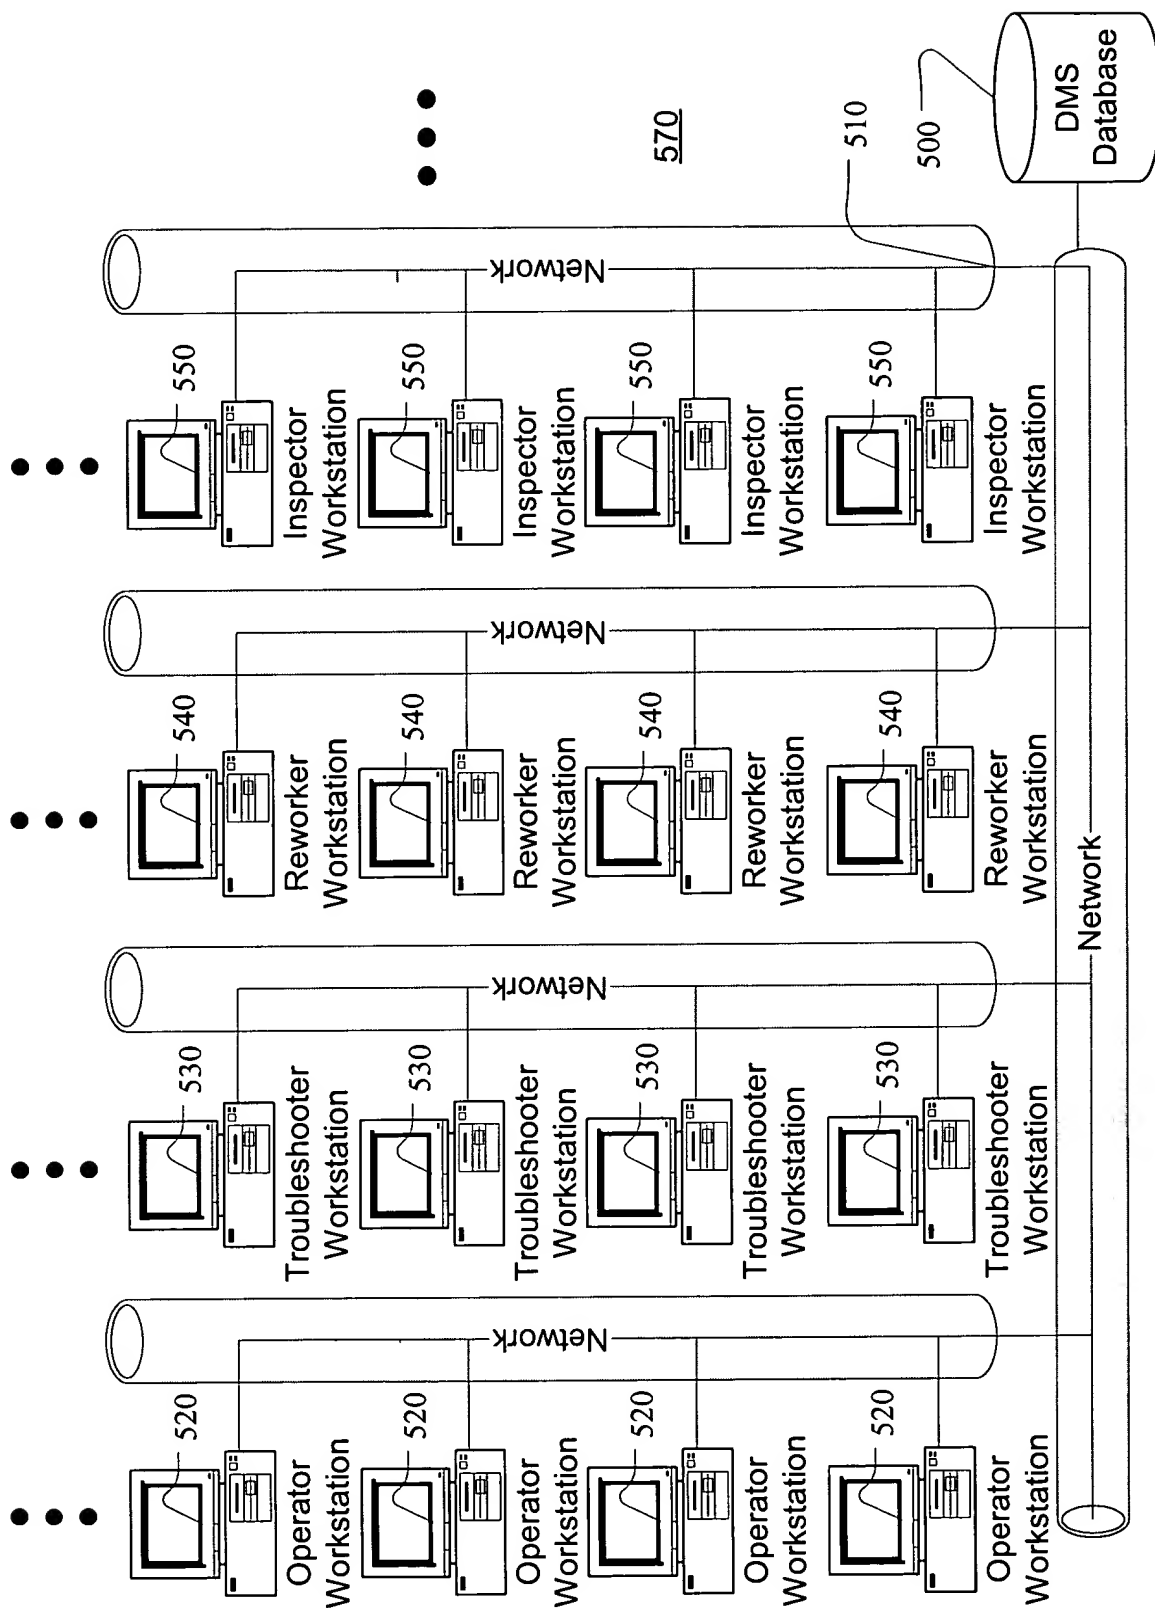 520
Operator
Workstation
520
Operator
Workstation
520
Operator
Workstation
520
Operator
Workstation
Network
530
Troubleshooter
Workstation
530
Troubleshooter
Workstation
530
Troubleshooter
Workstation
530
Troubleshooter
Workstation
Network
540
Reworker
Workstation
540
Reworker
Workstation
540
Reworker
Workstation
540
Reworker
Workstation
Network
550
Inspector
Workstation
550
Inspector
Workstation
550
Inspector
Workstation
550
Inspector
Workstation
Network
570
510
500
Network
DMS
Database